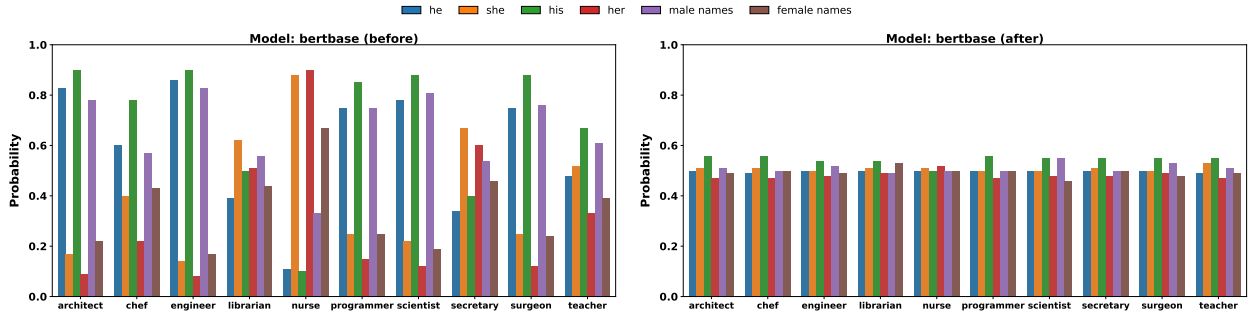 he she his her male names female names
Model: bertbase (before)
Probability
1.0
0.8
0.6
0.4
0.2
0.0
architect chef engineer librarian nurse programmer scientist secretary surgeon teacher
Model: bertbase (after)
Probability
1.0
0.8
0.6
0.4
0.2
0.0
architect chef engineer librarian nurse programmer scientist secretary surgeon teacher